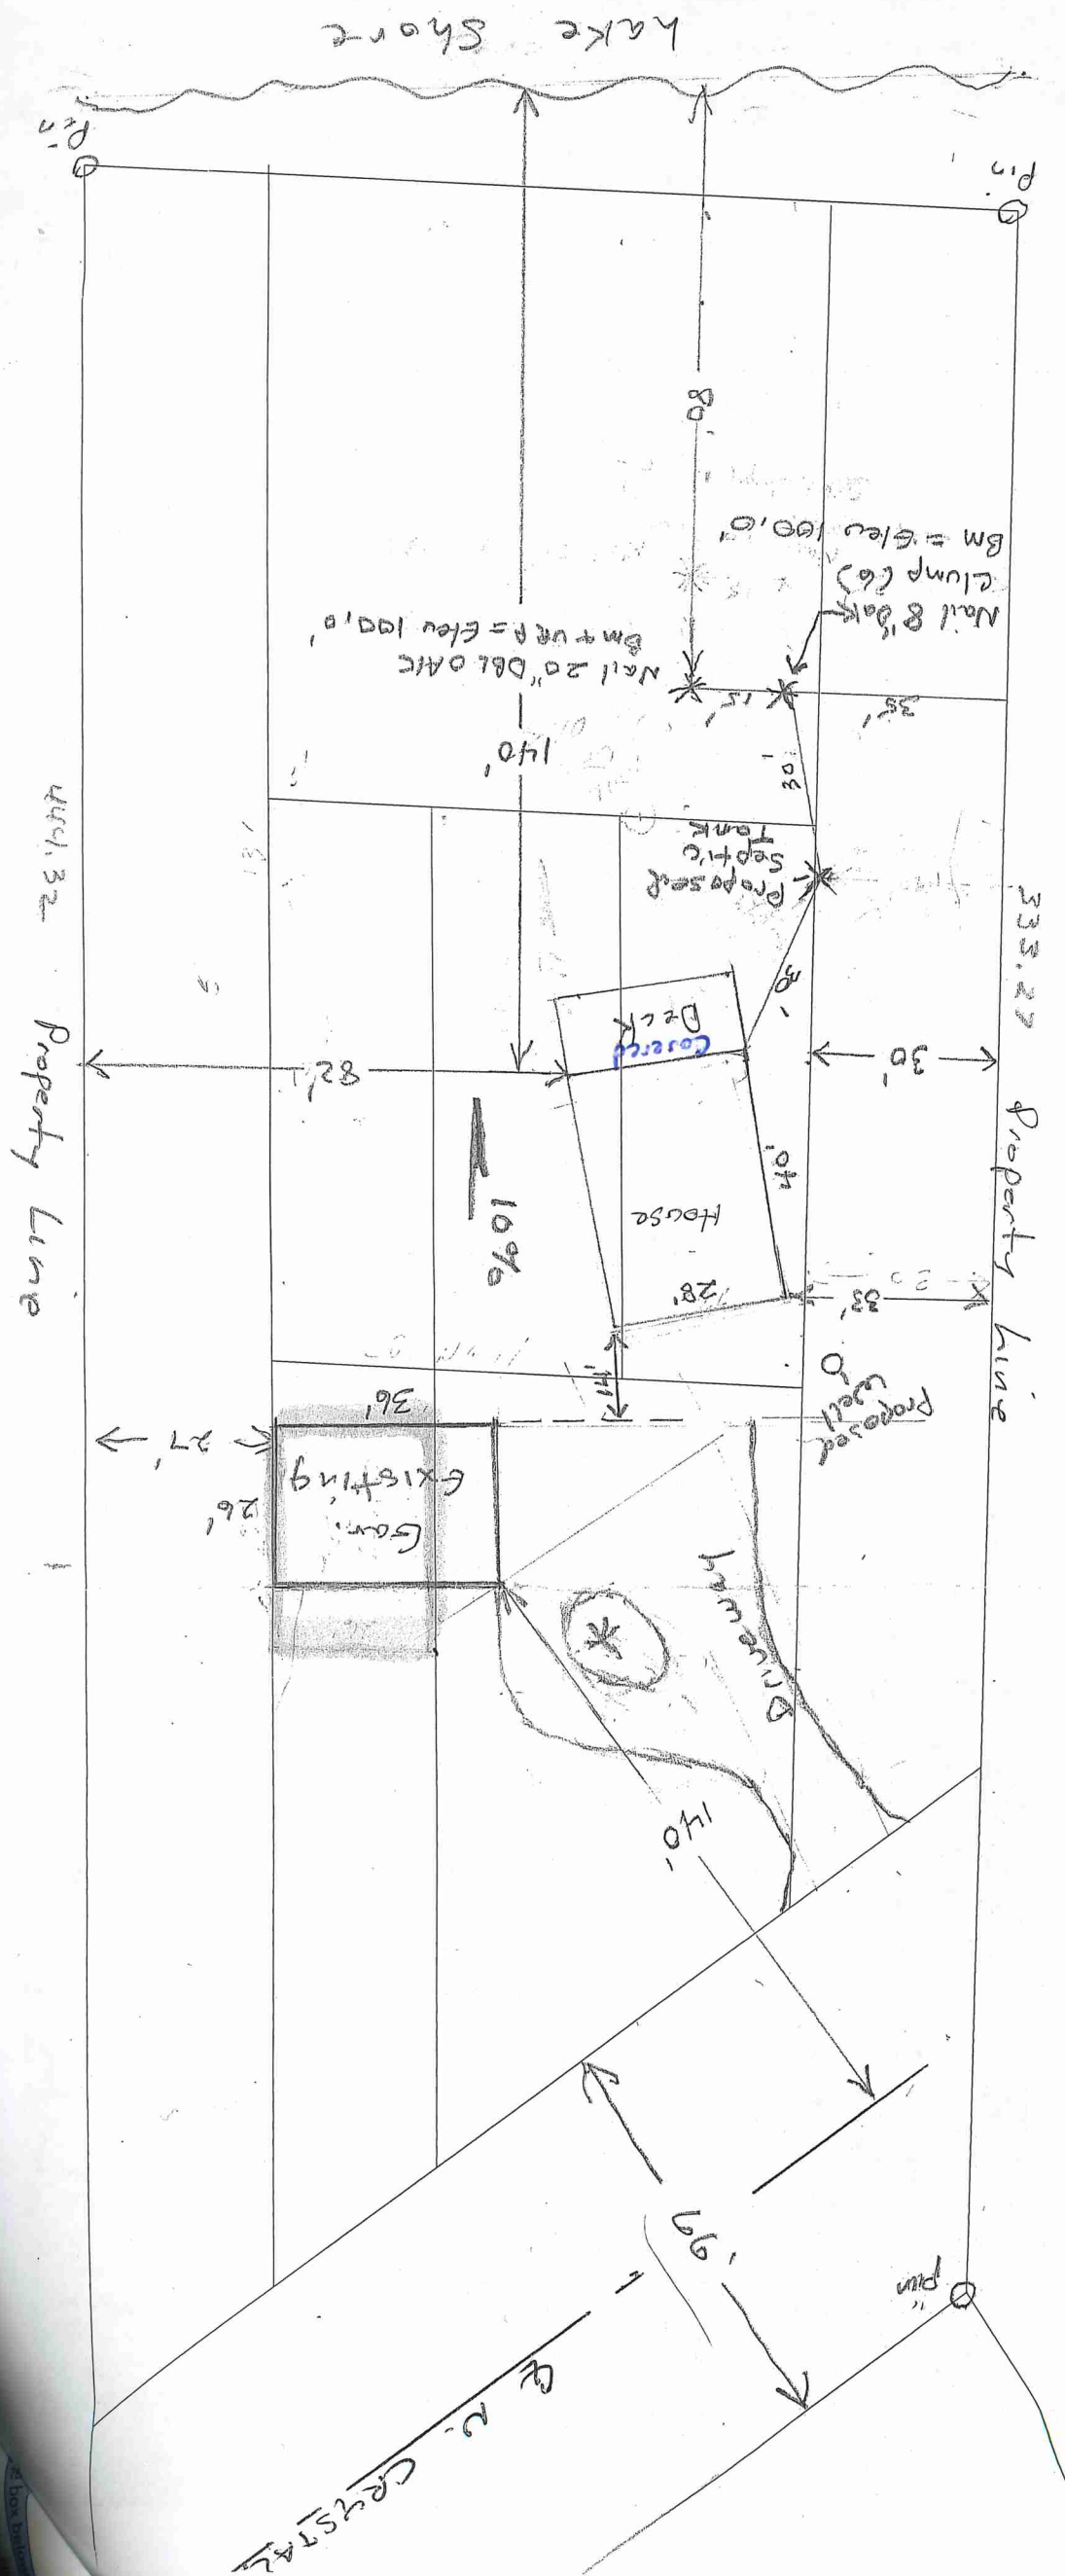 Lake Shore
Pin
Pin
80'
Nail 8" Oak
Clump (6)
BM = Elev 100.0'
Nail 20" DBL OAK
BM + VRP = Elev 100.0'
15'
35'
140'
30'
Proposed
Septic
Tank
30'
Covered
Deck
82'
30'
40'
House
28'
10%
33'
14'
Proposed
Well
36'
27'
26'
Existing
Gar.
Driveway
140'
66'
Pin
℄ N. CRYSTAL
444.32 Property Line
333.27 Property Line